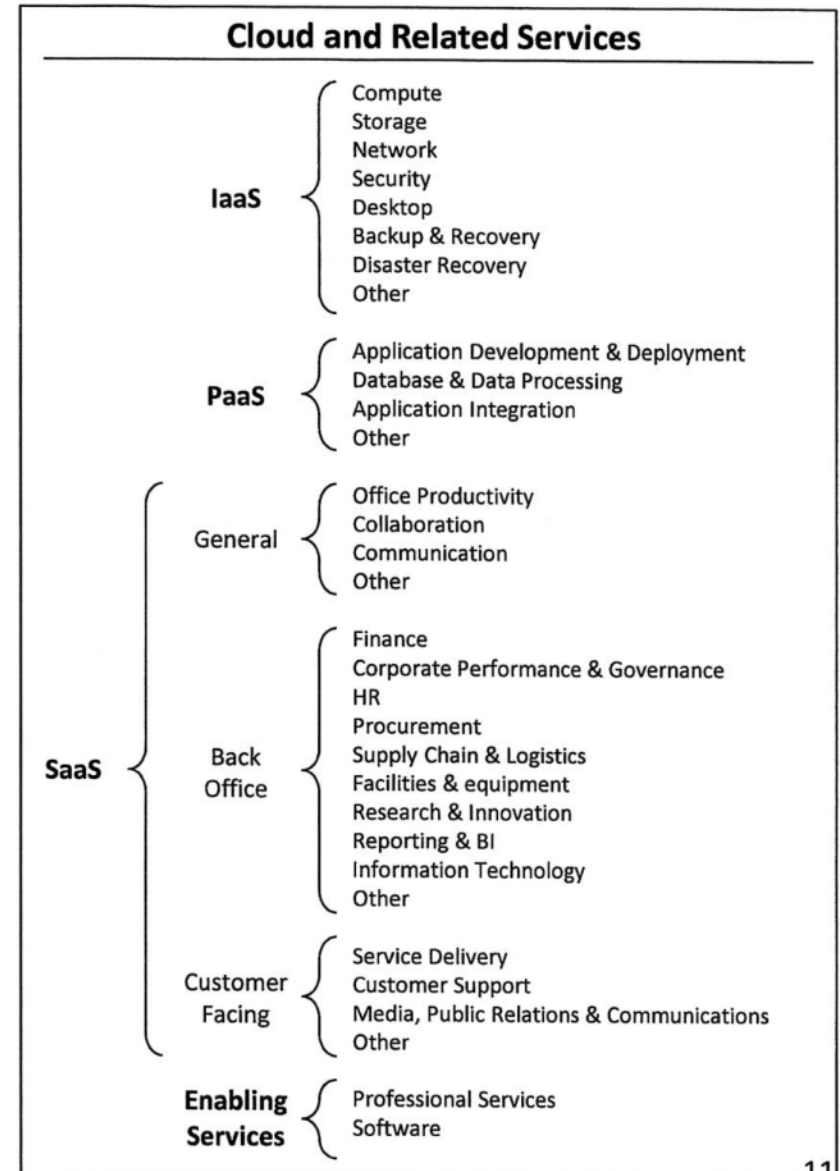 Cloud and Related Services
IaaS
Compute
Storage
Network
Security
Desktop
Backup & Recovery
Disaster Recovery
Other
PaaS
Application Development & Deployment
Database & Data Processing
Application Integration
Other
SaaS
General
Office Productivity
Collaboration
Communication
Other
Back
Office
Finance
Corporate Performance & Governance
HR
Procurement
Supply Chain & Logistics
Facilities & equipment
Research & Innovation
Reporting & BI
Information Technology
Other
Customer
Facing
Service Delivery
Customer Support
Media, Public Relations & Communications
Other
Enabling
Services
Professional Services
Software
11